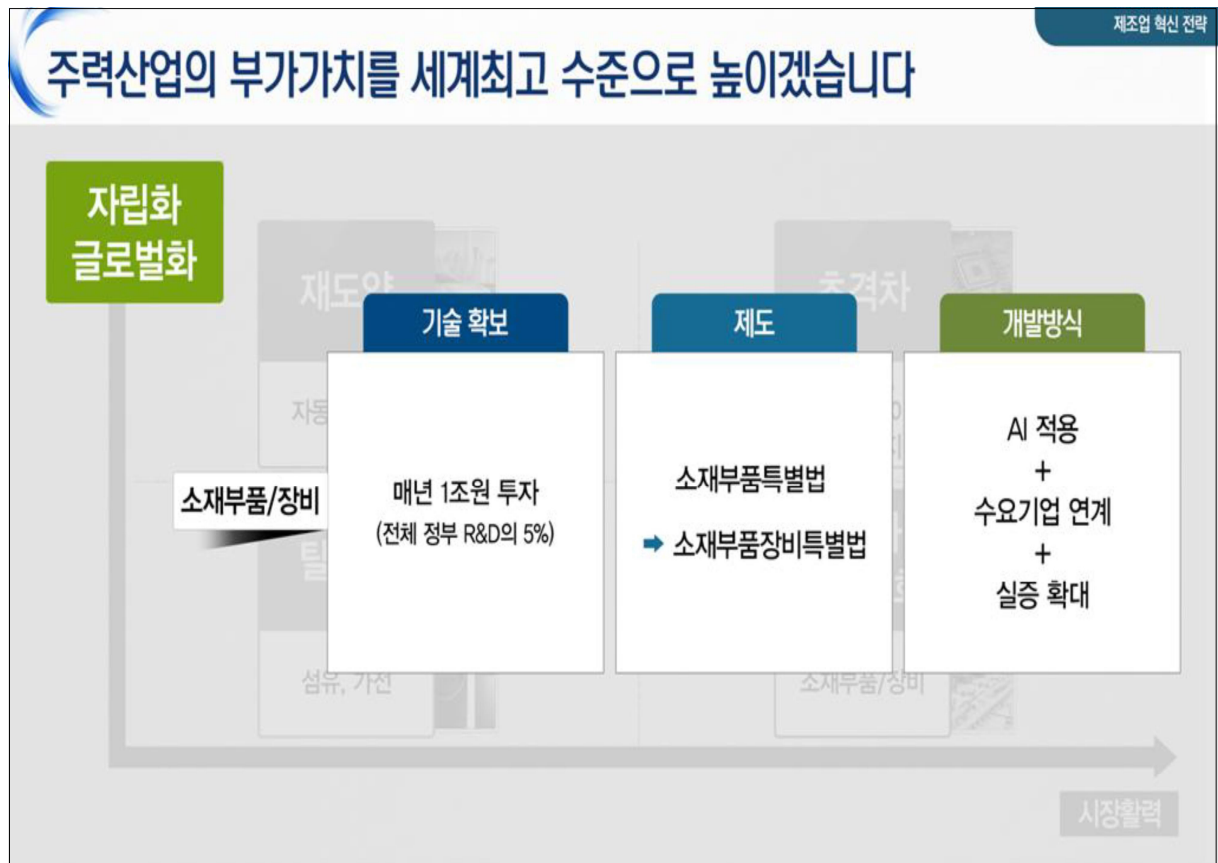 제조업 혁신 전략
주력산업의 부가가치를 세계최고 수준으로 높이겠습니다
자립화
글로벌화
재도약
초격차
기술 확보
제도
개발방식
소재부품/장비
매년 1조원 투자
(전체 정부 R&D의 5%)
소재부품특별법
➡ 소재부품장비특별법
AI 적용
+
수요기업 연계
+
실증 확대
섬유, 가전
소재부품/장비
시장활력